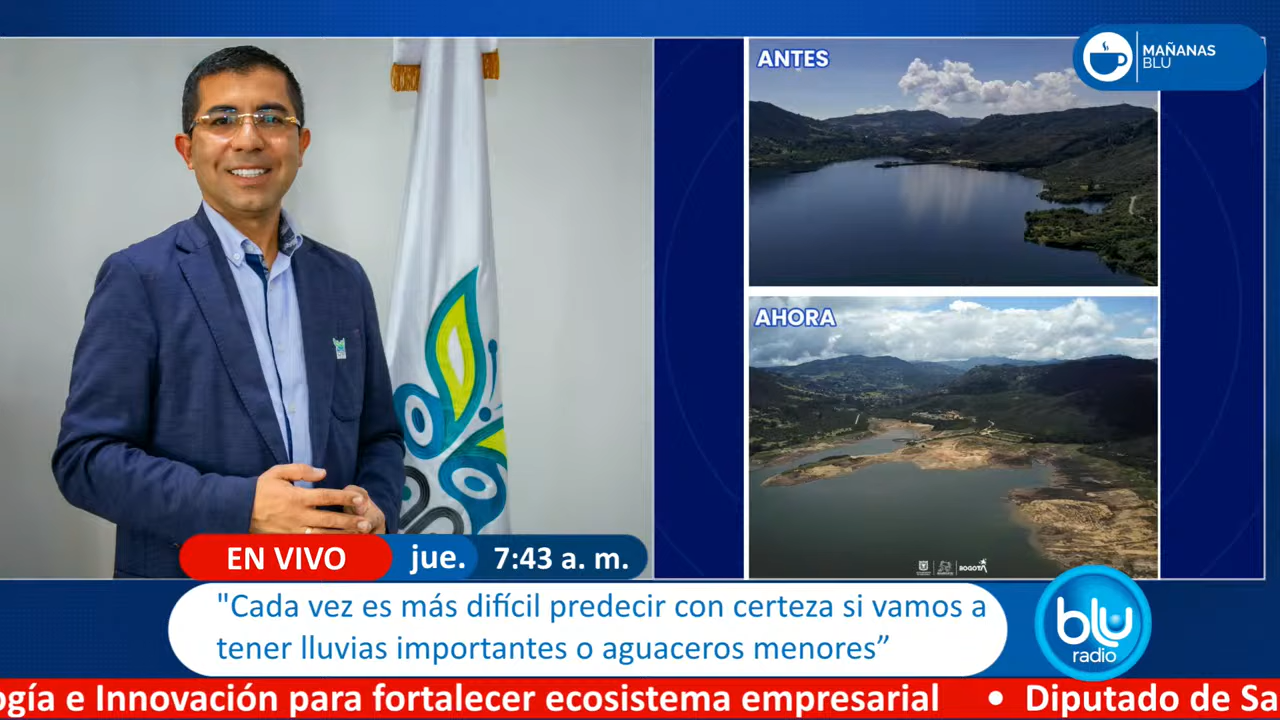 ANTES
MAÑANAS
BLU
AHORA
BOGOTÁ
EN VIVO
jue.
7:43 a. m.
"Cada vez es más difícil predecir con certeza si vamos a
tener lluvias importantes o aguaceros menores”
blu
radio
ogía e Innovación para fortalecer ecosistema empresarial • Diputado de Sa